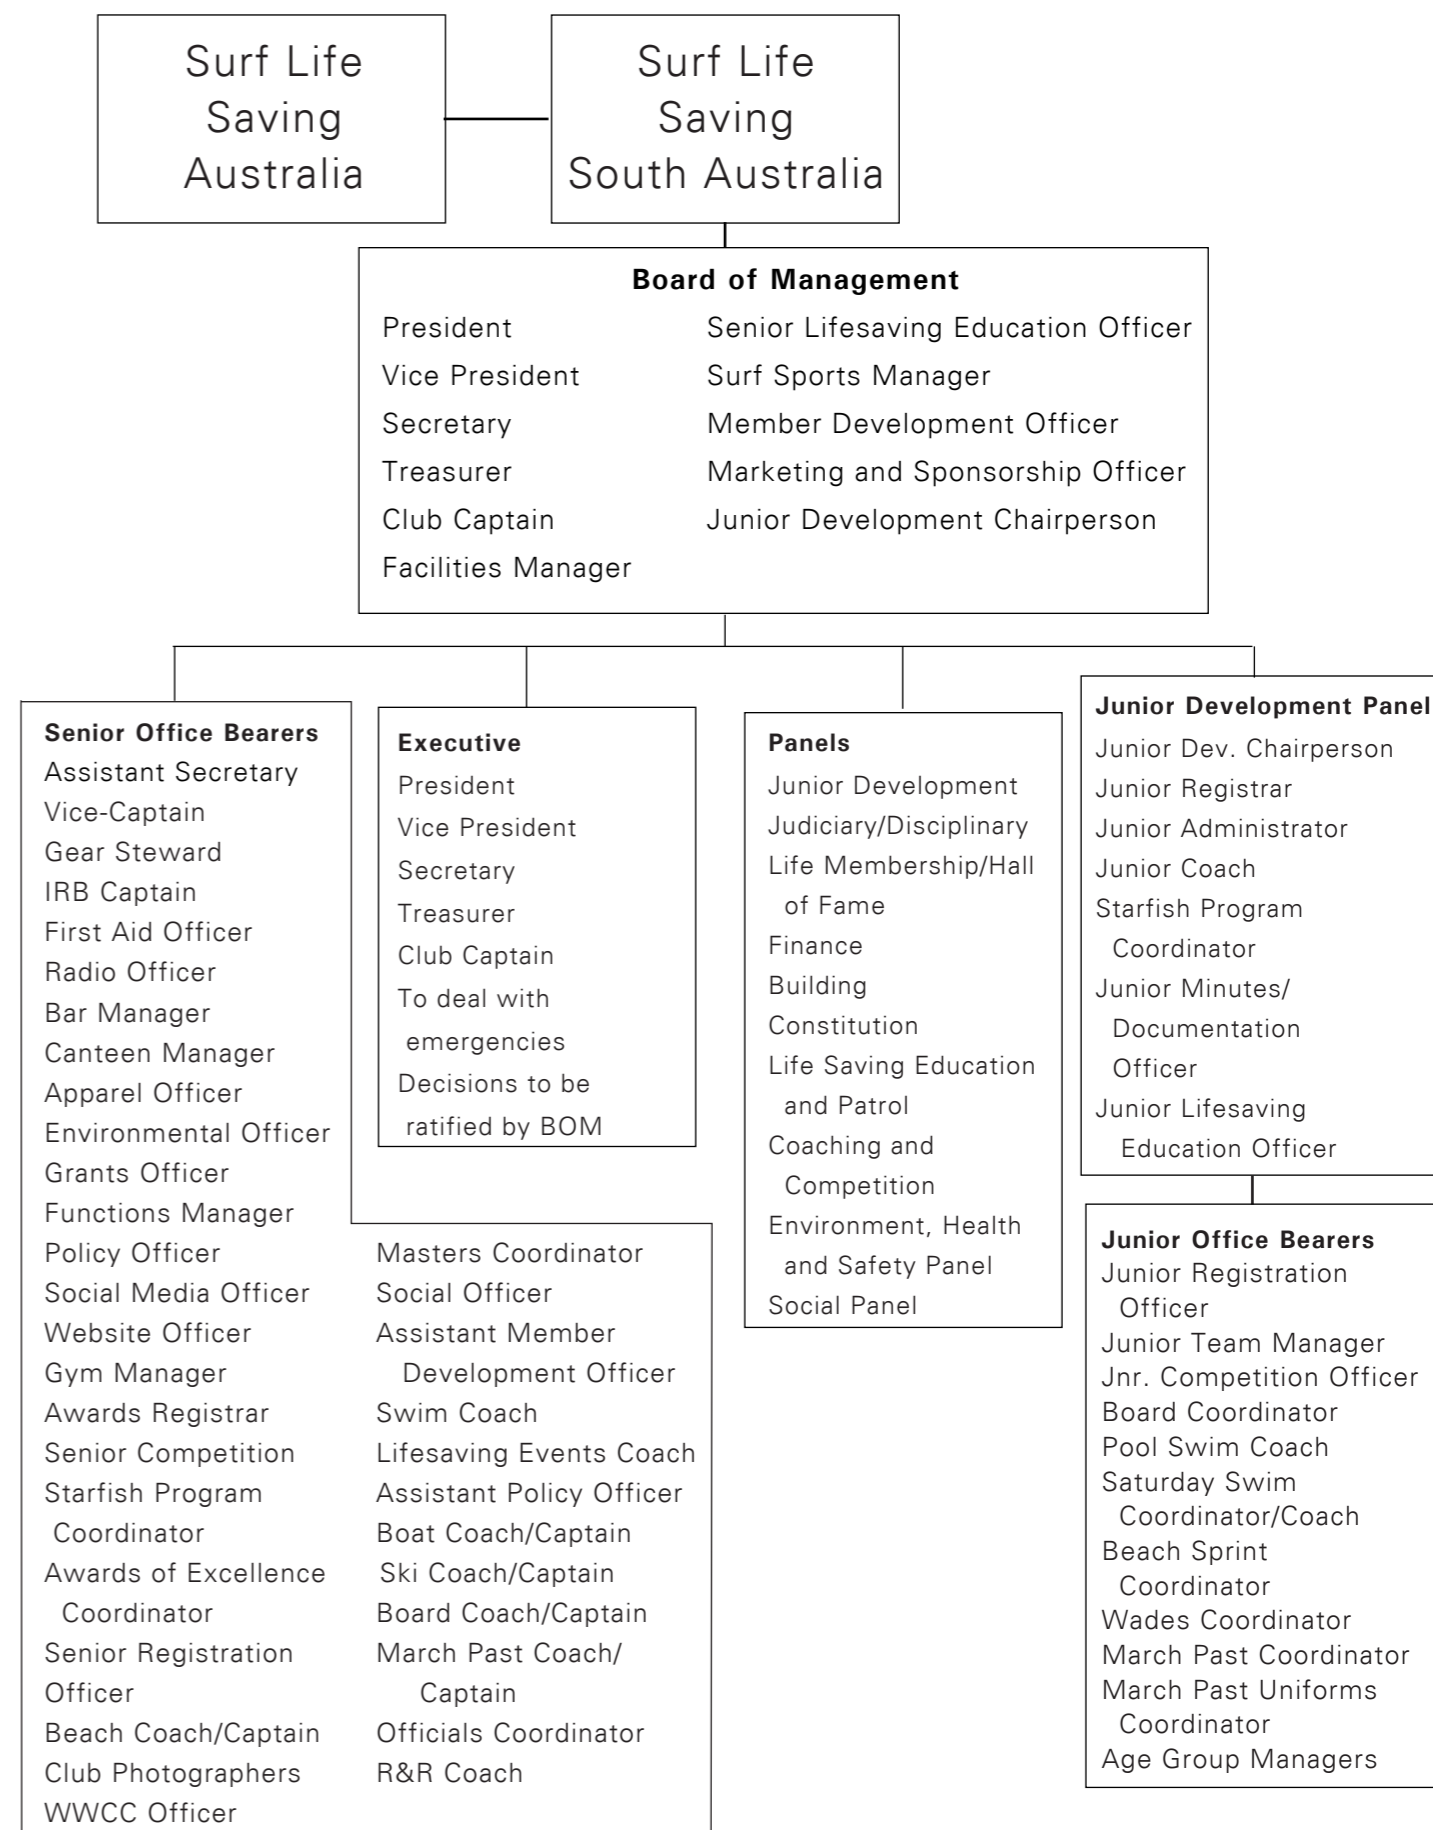 Surf Life
Saving
Australia
Surf Life
Saving
South Australia
Board of Management
President
Vice President
Secretary
Treasurer
Club Captain
Facilities Manager
Senior Lifesaving Education Officer
Surf Sports Manager
Member Development Officer
Marketing and Sponsorship Officer
Junior Development Chairperson
Senior Office Bearers
Assistant Secretary
Vice-Captain
Gear Steward
IRB Captain
First Aid Officer
Radio Officer
Bar Manager
Canteen Manager
Apparel Officer
Environmental Officer
Grants Officer
Functions Manager
Policy Officer
Social Media Officer
Website Officer
Gym Manager
Awards Registrar
Senior Competition
Starfish Program
Coordinator
Awards of Excellence
Coordinator
Senior Registration
Officer
Beach Coach/Captain
Club Photographers
WWCC Officer
Masters Coordinator
Social Officer
Assistant Member
Development Officer
Swim Coach
Lifesaving Events Coach
Assistant Policy Officer
Boat Coach/Captain
Ski Coach/Captain
Board Coach/Captain
March Past Coach/
Captain
Officials Coordinator
R&R Coach
Executive
President
Vice President
Secretary
Treasurer
Club Captain
To deal with
emergencies
Decisions to be
ratified by BOM
Panels
Junior Development
Judiciary/Disciplinary
Life Membership/Hall
of Fame
Finance
Building
Constitution
Life Saving Education
and Patrol
Coaching and
Competition
Environment, Health
and Safety Panel
Social Panel
Junior Development Panel
Junior Dev. Chairperson
Junior Registrar
Junior Administrator
Junior Coach
Starfish Program
Coordinator
Junior Minutes/
Documentation
Officer
Junior Lifesaving
Education Officer
Junior Office Bearers
Junior Registration
Officer
Junior Team Manager
Jnr. Competition Officer
Board Coordinator
Pool Swim Coach
Saturday Swim
Coordinator/Coach
Beach Sprint
Coordinator
Wades Coordinator
March Past Coordinator
March Past Uniforms
Coordinator
Age Group Managers